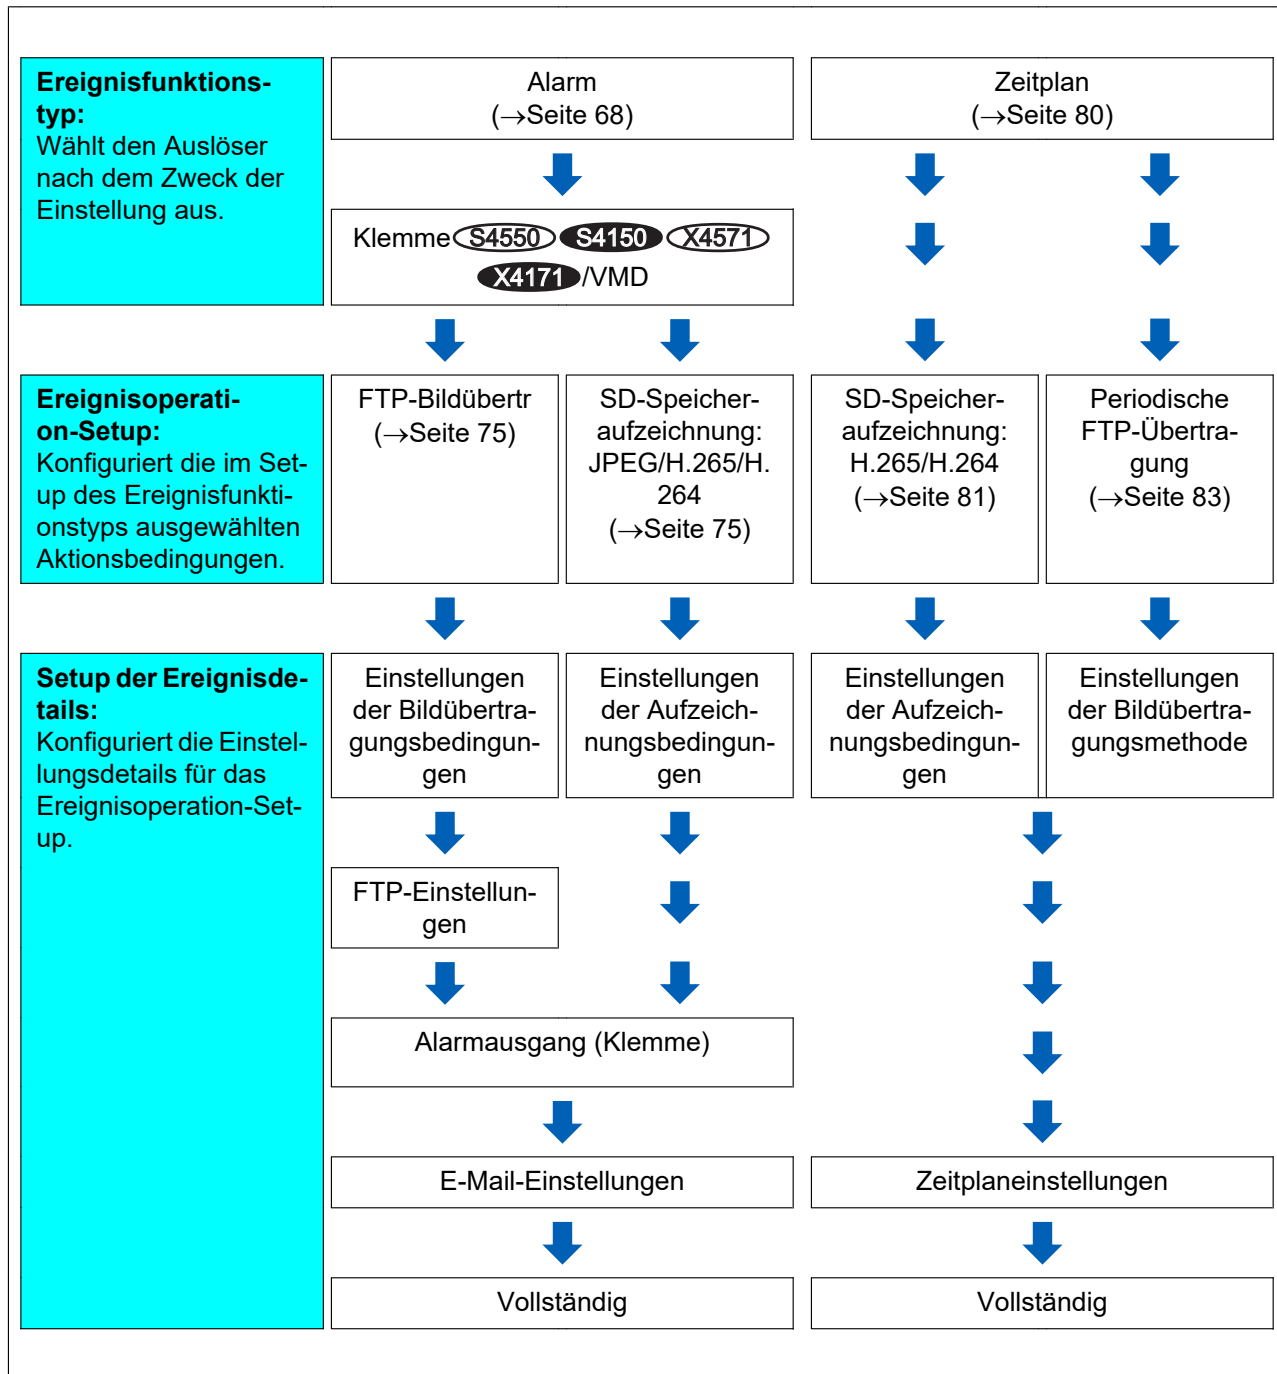 Ereignisfunktions-
typ:
Wählt den Auslöser
nach dem Zweck der
Einstellung aus.
Alarm
(→Seite 68)
Zeitplan
(→Seite 80)
Klemme S4550 S4150 X4571
X4171 /VMD
Ereignisoperati-
on-Setup:
Konfiguriert die im Set-
up des Ereignisfunkti-
onstyps ausgewählten
Aktionsbedingungen.
FTP-Bildübertr
(→Seite 75)
SD-Speicher-
aufzeichnung:
JPEG/H.265/H.
264
(→Seite 75)
SD-Speicher-
aufzeichnung:
H.265/H.264
(→Seite 81)
Periodische
FTP-Übertra-
gung
(→Seite 83)
Setup der Ereignisde-
tails:
Konfiguriert die Einstel-
lungsdetails für das
Ereignisoperation-Set-
up.
Einstellungen
der Bildübertra-
gungsbedingun-
gen
Einstellungen
der Aufzeich-
nungsbedingun-
gen
Einstellungen
der Aufzeich-
nungsbedingun-
gen
Einstellungen
der Bildübertra-
gungsmethode
FTP-Einstellun-
gen
Alarmausgang (Klemme)
E-Mail-Einstellungen
Zeitplaneinstellungen
Vollständig
Vollständig